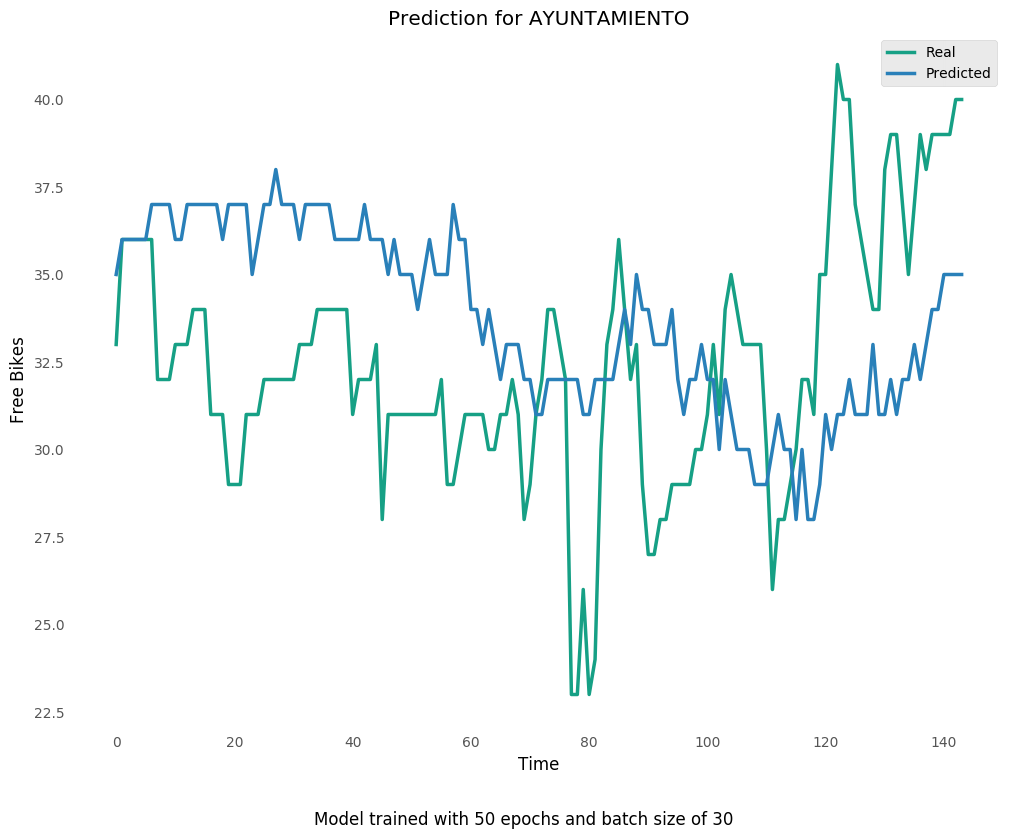 Prediction for AYUNTAMIENTO
Real
Predicted
40.0
37.5
35.0
32.5
30.0
27.5
25.0
22.5
Free Bikes
0 20 40 60 80 100 120 140
Time
Model trained with 50 epochs and batch size of 30